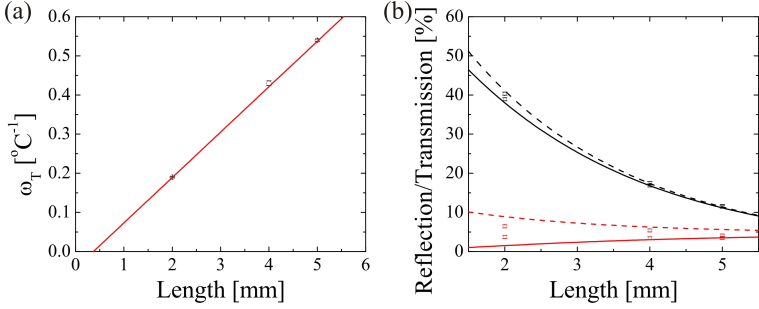 (a)
0.6
0.5
0.4
0.3
0.2
0.1
0.0
ω_T [°C⁻¹]
0 1 2 3 4 5 6
Length [mm]
(b)
60
50
40
30
20
10
0
Reflection/Transmission [%]
2 3 4 5
Length [mm]